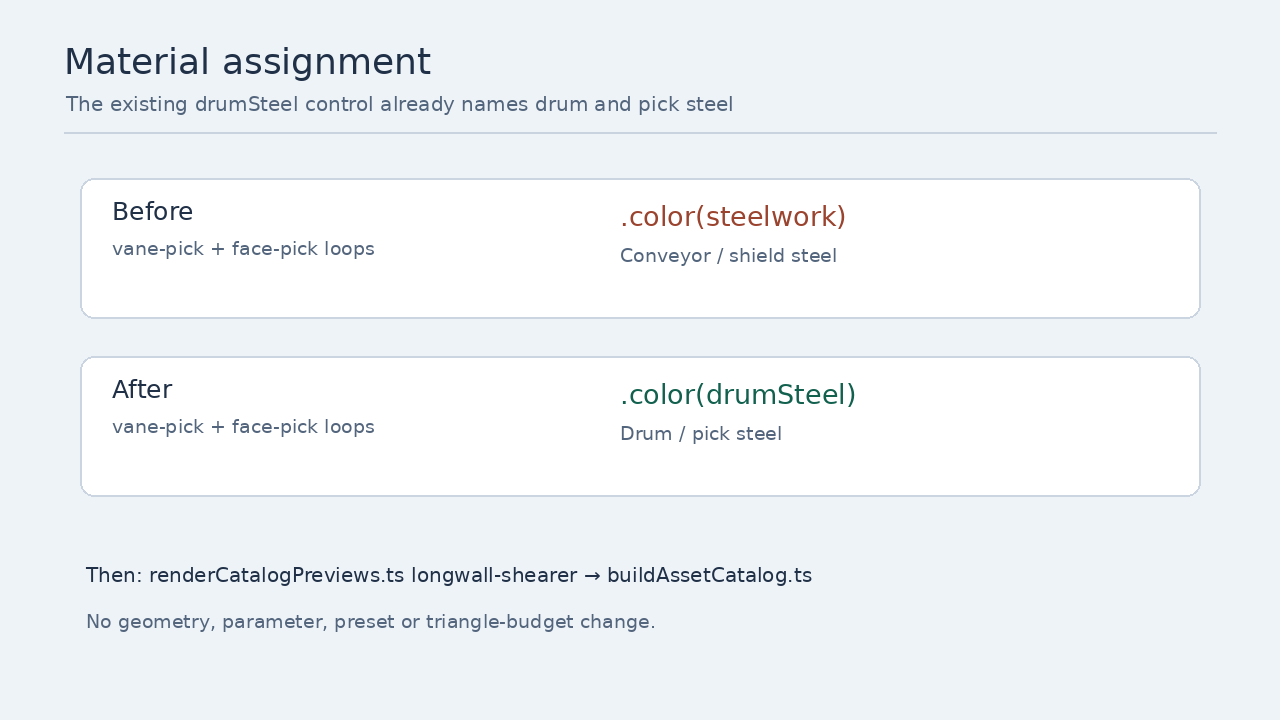 Material assignment
The existing drumSteel control already names drum and pick steel
Before
vane-pick + face-pick loops
.color(steelwork)
Conveyor / shield steel
After
vane-pick + face-pick loops
.color(drumSteel)
Drum / pick steel
Then: renderCatalogPreviews.ts longwall-shearer → buildAssetCatalog.ts
No geometry, parameter, preset or triangle-budget change.